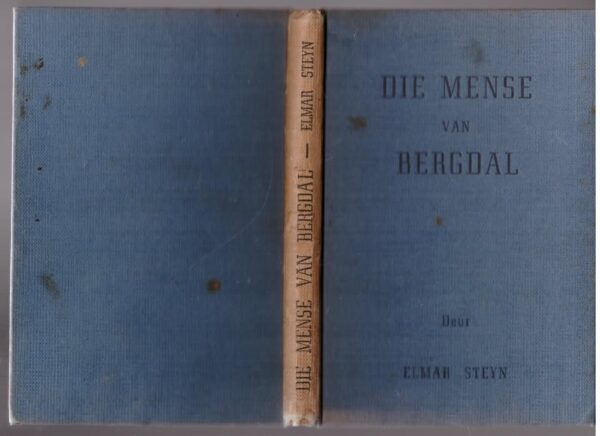 DIE MENSE VAN BERGDAL — ELMAR STEYN
DIE MENSE
VAN
BERGDAL
Deur
ELMAR STEYN